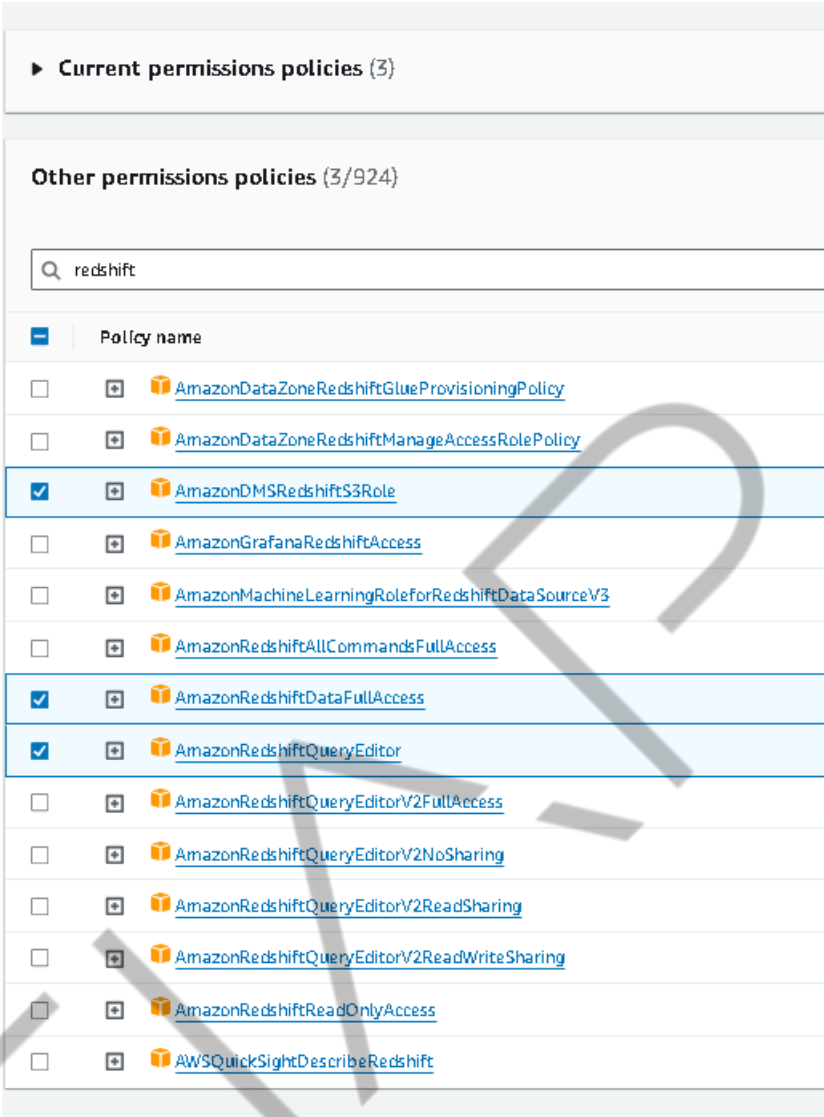 Current permissions policies (3)
Other permissions policies (3/924)
redshift
Policy name
AmazonDataZoneRedshiftGlueProvisioningPolicy
AmazonDataZoneRedshiftManageAccessRolePolicy
AmazonDMSRedshiftS3Role
AmazonGrafanaRedshiftAccess
AmazonMachineLearningRoleforRedshiftDataSourceV3
AmazonRedshiftAllCommandsFullAccess
AmazonRedshiftDataFullAccess
AmazonRedshiftQueryEditor
AmazonRedshiftQueryEditorV2FullAccess
AmazonRedshiftQueryEditorV2NoSharing
AmazonRedshiftQueryEditorV2ReadSharing
AmazonRedshiftQueryEditorV2ReadWriteSharing
AmazonRedshiftReadOnlyAccess
AWSQuickSightDescribeRedshift